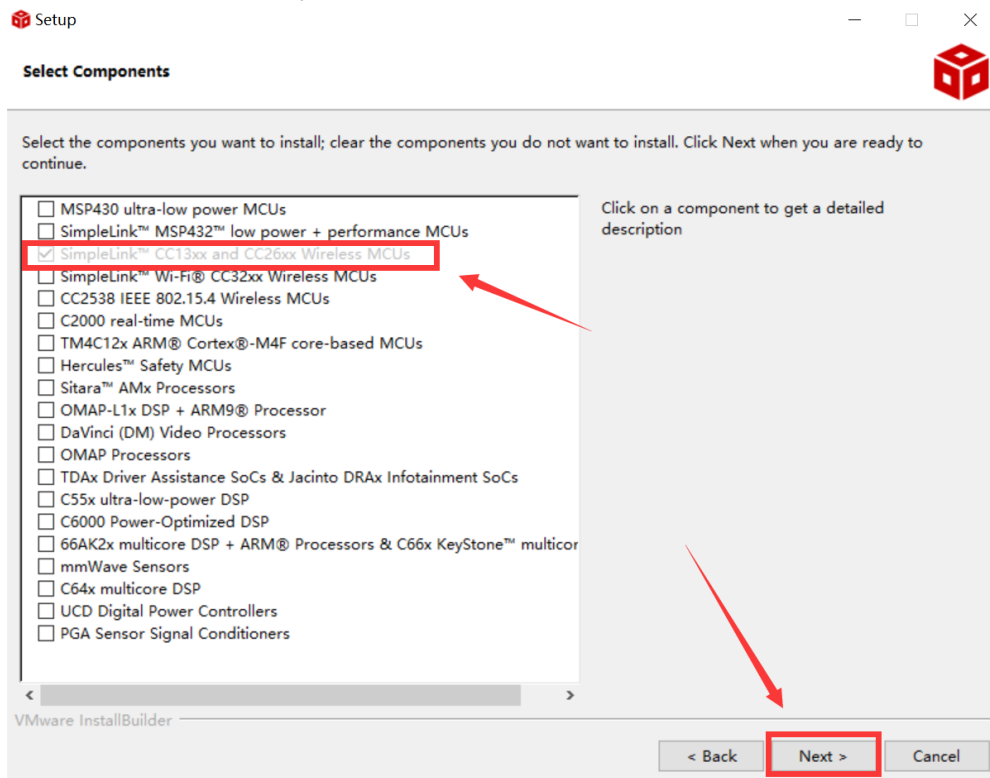 Setup
Select Components
Select the components you want to install; clear the components you do not want to install. Click Next when you are ready to
continue.
MSP430 ultra-low power MCUs
SimpleLink™ MSP432™ low power + performance MCUs
SimpleLink™ CC13xx and CC26xx Wireless MCUs
SimpleLink™ Wi-Fi® CC32xx Wireless MCUs
CC2538 IEEE 802.15.4 Wireless MCUs
C2000 real-time MCUs
TM4C12x ARM® Cortex®-M4F core-based MCUs
Hercules™ Safety MCUs
Sitara™ AMx Processors
OMAP-L1x DSP + ARM9® Processor
DaVinci (DM) Video Processors
OMAP Processors
TDAx Driver Assistance SoCs & Jacinto DRAx Infotainment SoCs
C55x ultra-low-power DSP
C6000 Power-Optimized DSP
66AK2x multicore DSP + ARM® Processors & C66x KeyStone™ multicor
mmWave Sensors
C64x multicore DSP
UCD Digital Power Controllers
PGA Sensor Signal Conditioners
Click on a component to get a detailed
description
VMware InstallBuilder
< Back
Next >
Cancel